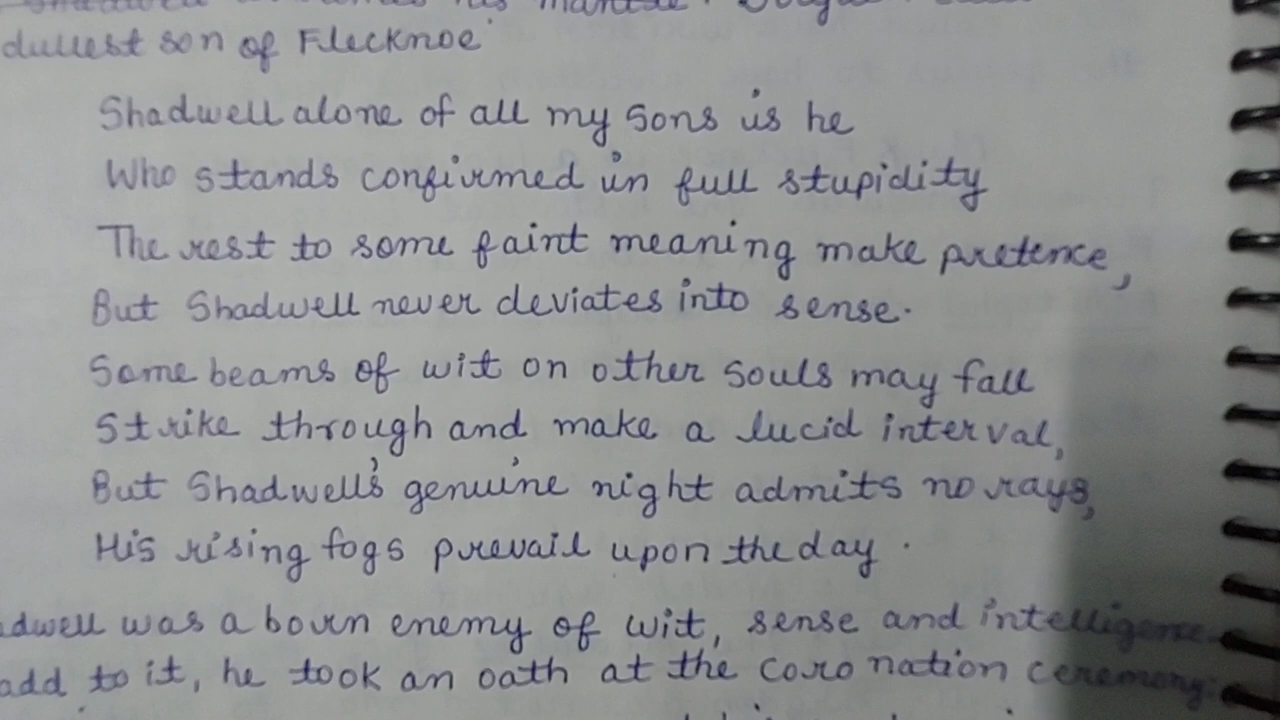 dullest son of Flecknoe'
Shadwell alone of all my sons is he
Who stands confirmed in full stupidity
The rest to some faint meaning make pretence,
But Shadwell never deviates into sense.
Some beams of wit on other souls may fall
Strike through and make a lucid interval,
But Shadwell's genuine night admits no rays,
His rising fogs prevail upon the day.
adwell was a born enemy of wit, sense and intelligence
add to it, he took an oath at the coronation ceremony